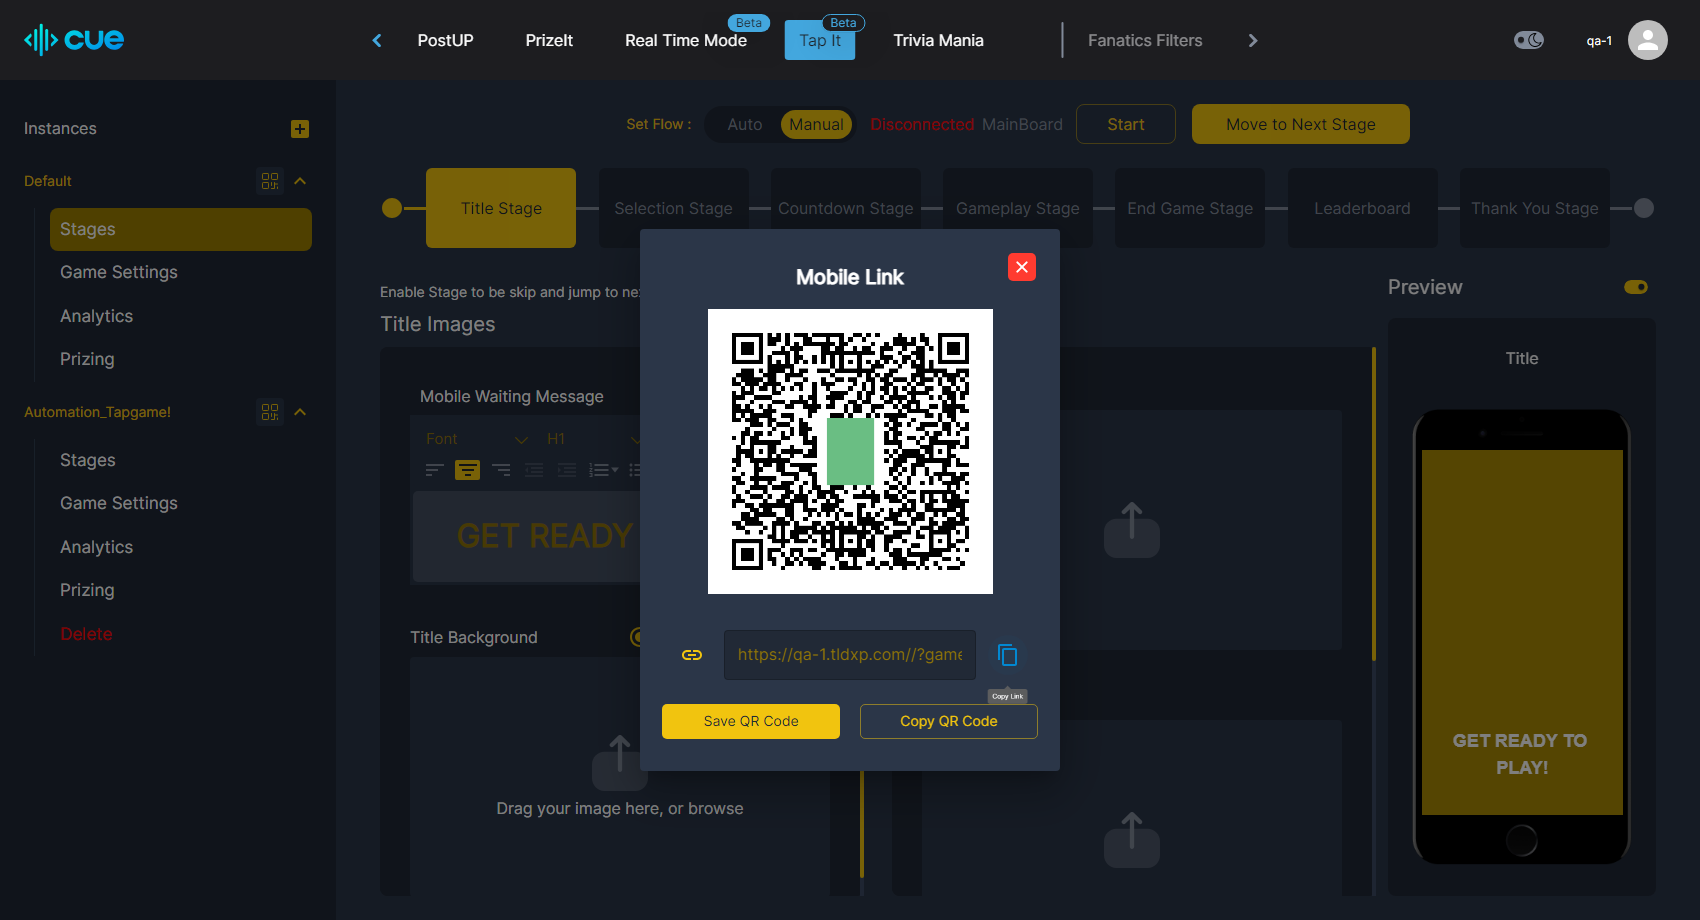 cue
PostUP
PrizeIt
Real Time Mode
Beta
Tap It
Beta
Trivia Mania
Fanatics Filters
qa-1
Instances
Default
Stages
Game Settings
Analytics
Prizing
Automation_Tapgame!
Stages
Game Settings
Analytics
Prizing
Delete
Set Flow :
Auto
Manual
Disconnected MainBoard
Start
Move to Next Stage
Title Stage
Selection Stage
Countdown Stage
Gameplay Stage
End Game Stage
Leaderboard
Thank You Stage
Enable Stage to be skip and jump to ne
Title Images
Mobile Waiting Message
Font
H1
GET READY
Title Background
Drag your image here, or browse
Mobile Link
https://qa-1.tldxp.com//?game
Copy Link
Save QR Code
Copy QR Code
Preview
Title
GET READY TO
PLAY!